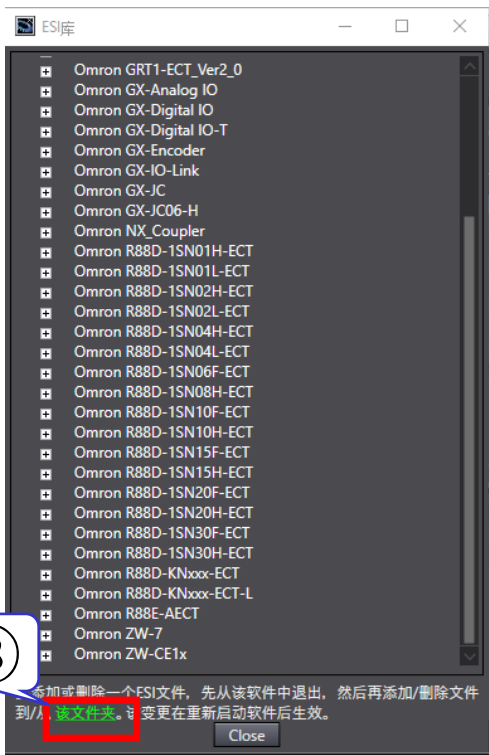 ESI库
Omron GRT1-ECT_Ver2_0
Omron GX-Analog IO
Omron GX-Digital IO
Omron GX-Digital IO-T
Omron GX-Encoder
Omron GX-IO-Link
Omron GX-JC
Omron GX-JC06-H
Omron NX_Coupler
Omron R88D-1SN01H-ECT
Omron R88D-1SN01L-ECT
Omron R88D-1SN02H-ECT
Omron R88D-1SN02L-ECT
Omron R88D-1SN04H-ECT
Omron R88D-1SN04L-ECT
Omron R88D-1SN06F-ECT
Omron R88D-1SN08H-ECT
Omron R88D-1SN10F-ECT
Omron R88D-1SN10H-ECT
Omron R88D-1SN15F-ECT
Omron R88D-1SN15H-ECT
Omron R88D-1SN20F-ECT
Omron R88D-1SN20H-ECT
Omron R88D-1SN30F-ECT
Omron R88D-1SN30H-ECT
Omron R88D-KNxxx-ECT
Omron R88D-KNxxx-ECT-L
Omron R88E-AECT
Omron ZW-7
Omron ZW-CE1x
添加或删除一个ESI文件，先从该软件中退出，然后再添加/删除文件
到/从 该文件夹。该变更在重新启动软件后生效。
Close